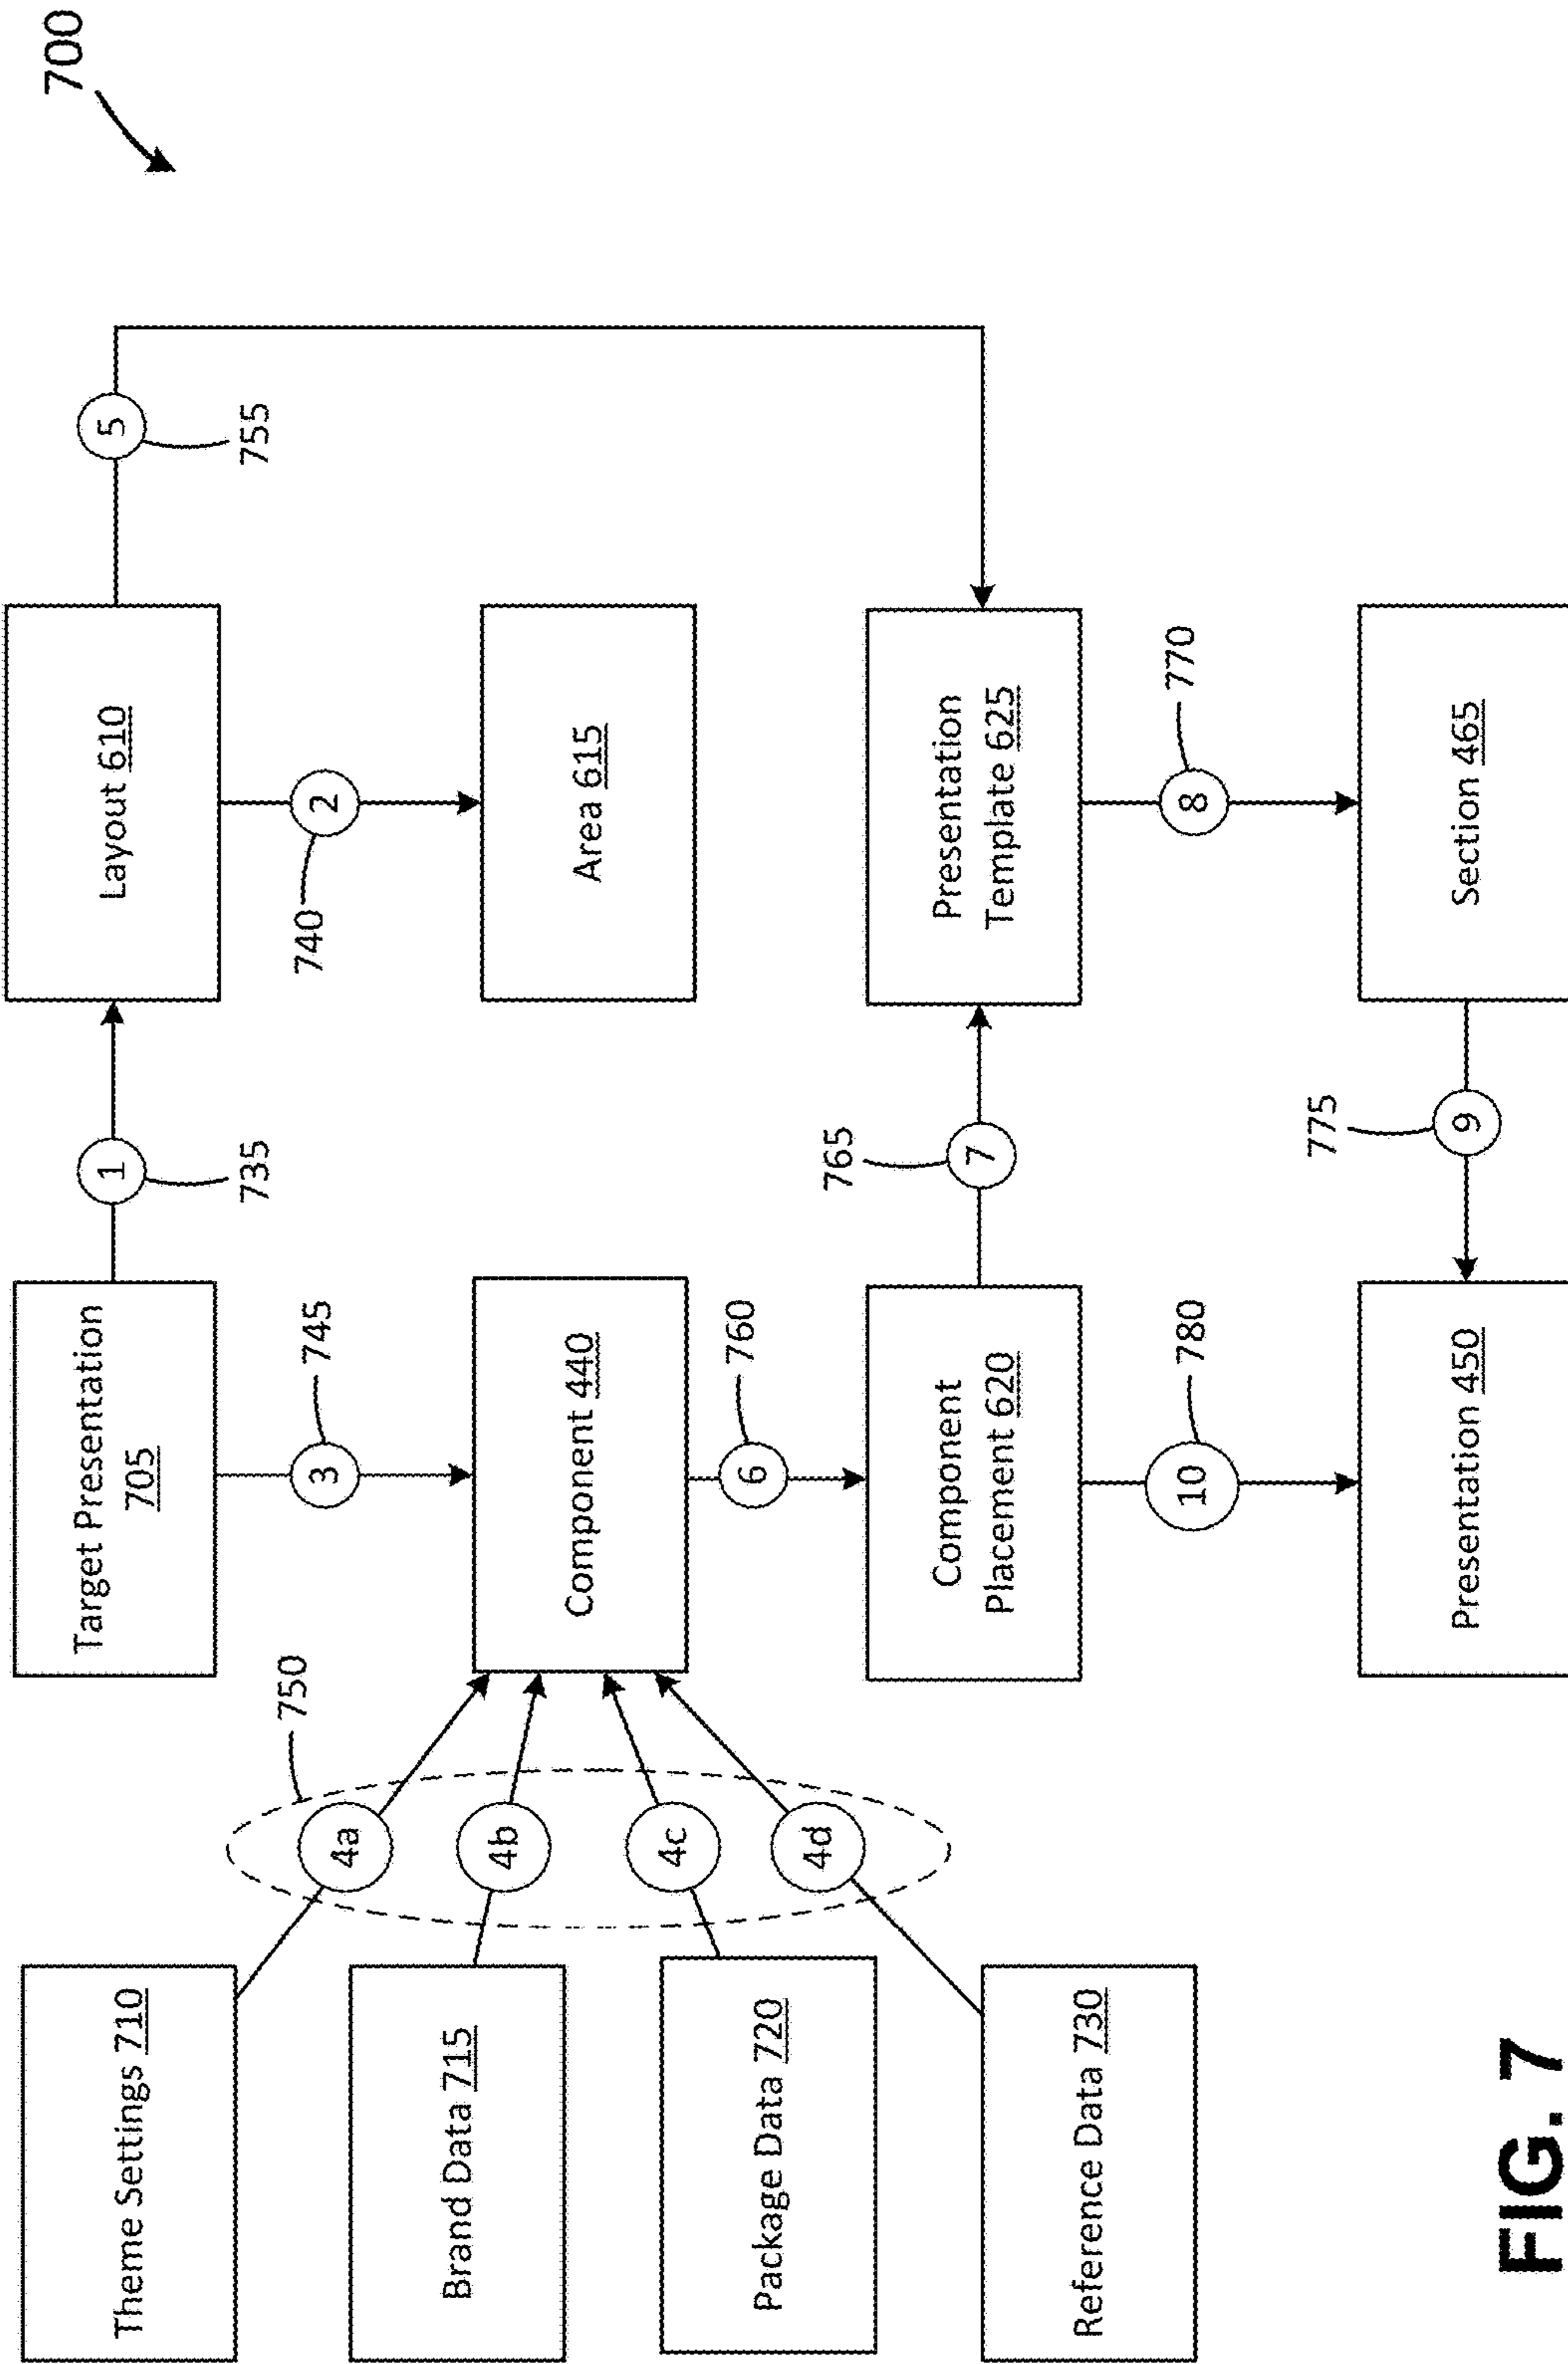 700
Theme Settings 710
Brand Data 715
Package Data 720
Reference Data 730
4a
4b
4c
4d
750
Target Presentation
705
1
735
Layout 610
5
755
3
745
2
740
Component 440
Area 615
6
760
Component
Placement 620
7
765
Presentation
Template 625
10
780
8
770
Presentation 450
9
775
Section 465
FIG. 7